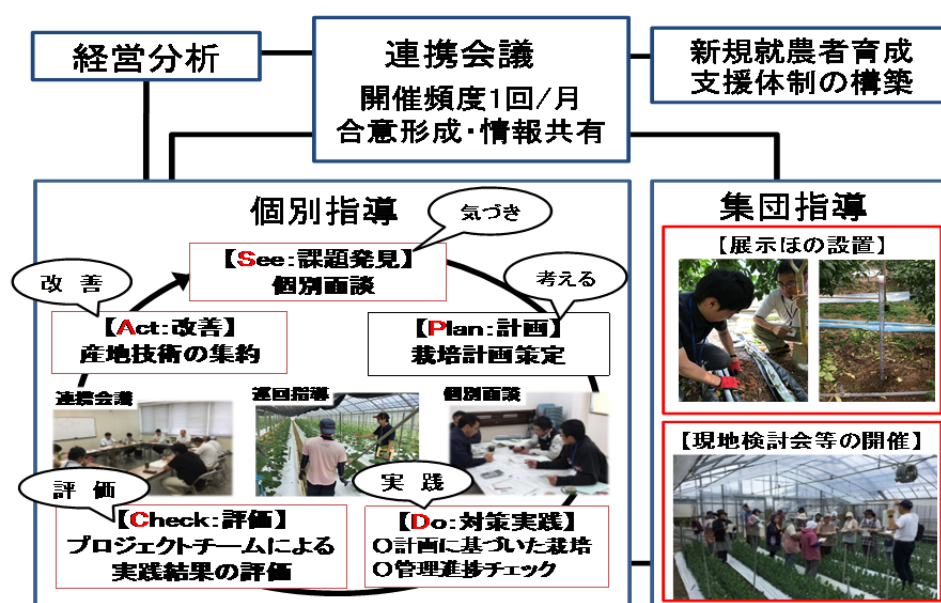 経営分析
連携会議
開催頻度1回/月
合意形成・情報共有
新規就農者育成
支援体制の構築
個別指導
気づき
【See:課題発見】
個別面談
改 善
考える
【Act:改善】
産地技術の集約
【Plan:計画】
栽培計画策定
連携会議
巡回指導
個別面談
評 価
実 践
【Check:評価】
プロジェクトチームによる
実践結果の評価
【Do:対策実践】
○計画に基づいた栽培
○管理進捗チェック
集団指導
【展示ほの設置】
【現地検討会等の開催】